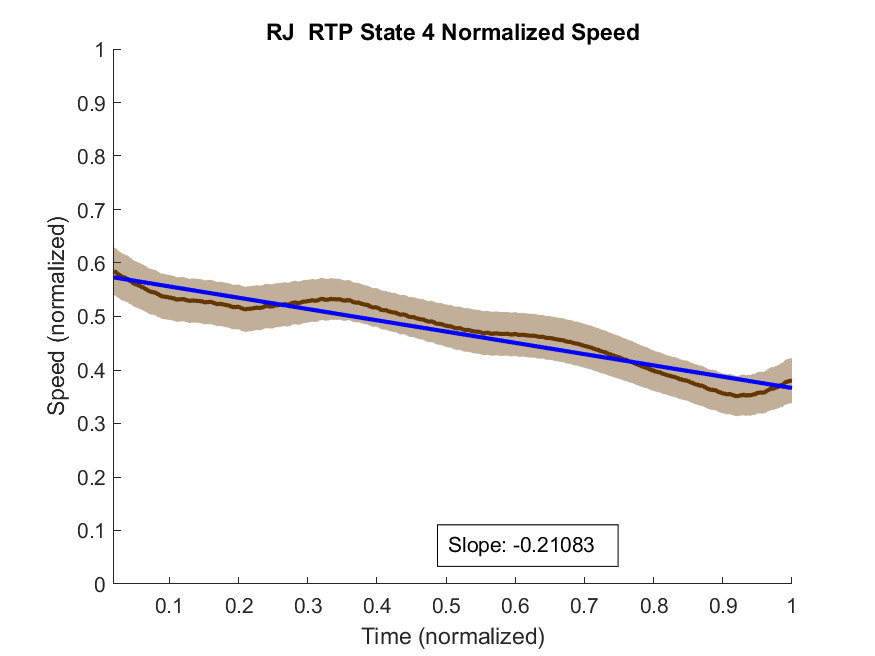 RJ  RTP State 4 Normalized Speed
1
0.9
0.8
0.7
0.6
0.5
0.4
0.3
0.2
0.1
0
Speed (normalized)
Slope: -0.21083
0.1 0.2 0.3 0.4 0.5 0.6 0.7 0.8 0.9 1
Time (normalized)